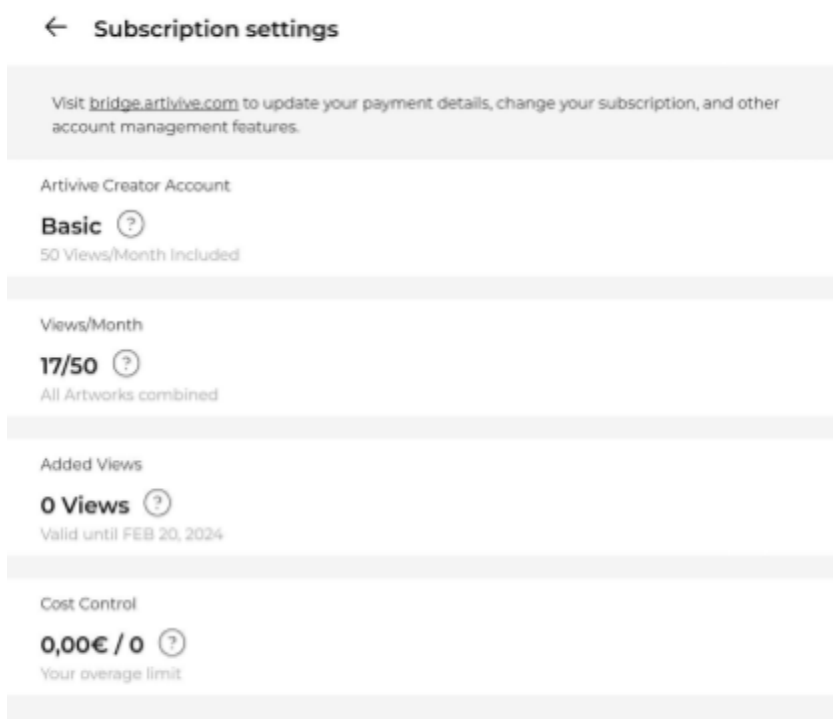 ← Subscription settings
Visit bridge.artivive.com to update your payment details, change your subscription, and other
account management features.
Artivive Creator Account
Basic ?
50 Views/Month Included
Views/Month
17/50 ?
All Artworks combined
Added Views
0 Views ?
Valid until FEB 20, 2024
Cost Control
0,00€ / 0 ?
Your overage limit